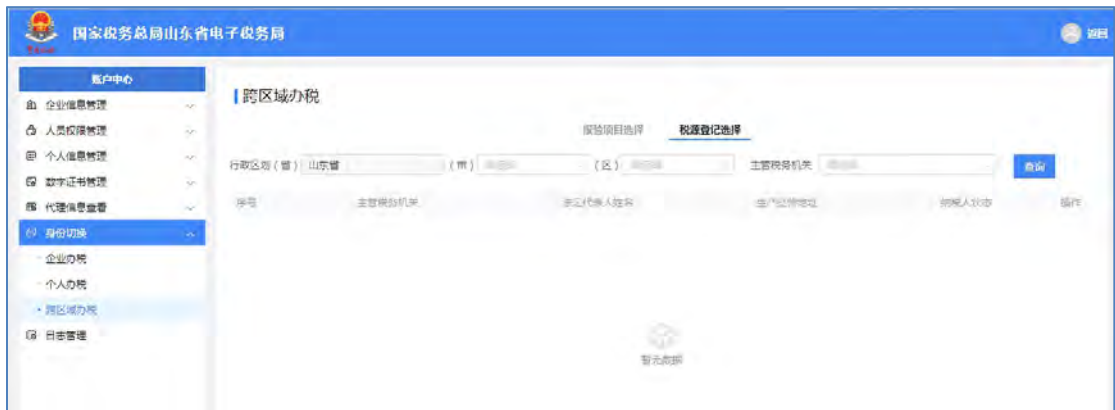 国家税务总局山东省电子税务局
返回
账户中心
企业信息管理
人员权限管理
个人信息管理
数字证书管理
代理信息查看
身份切换
企业办税
个人办税
跨区域办税
日志管理
跨区域办税
报验项目选择 税源登记选择
行政区划(省) 山东省 (市) (区) 主管税务机关 查询
序号 主管税务机关 法定代表人姓名 生产经营地址 纳税人状态 操作
暂无数据